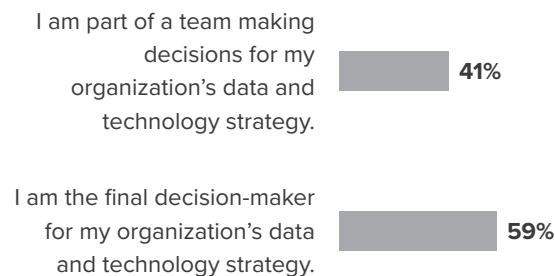 I am part of a team making
decisions for my
organization’s data and
technology strategy.
41%
I am the final decision-maker
for my organization’s data
and technology strategy.
59%